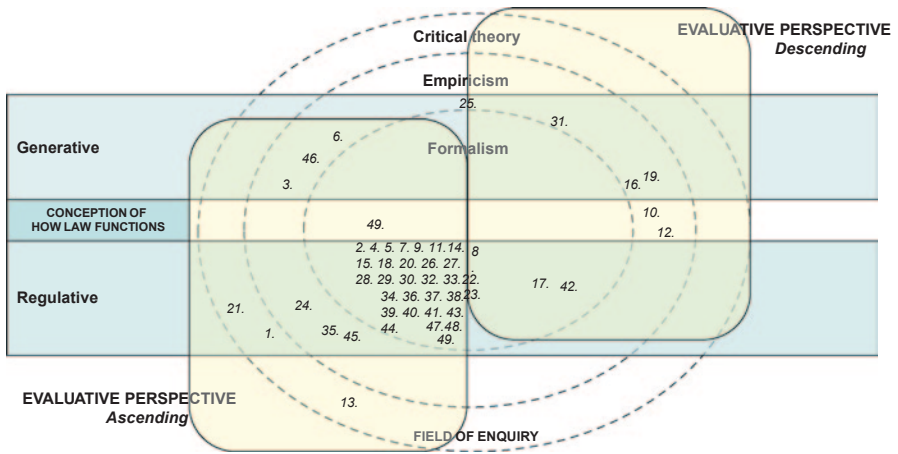 Critical theory
EVALUATIVE PERSPECTIVE
Descending
Empiricism
25.
31.
6.
Generative
Formalism
46.
3.
16.
19.
CONCEPTION OF
HOW LAW FUNCTIONS
10.
49.
12.
2. 4. 5. 7. 9. 11. 14. 8
15. 18. 20. 26. 27. .
28. 29. 30. 32. 33. 22.
17. 42.
Regulative
34. 36. 37. 38. 23.
21.
24.
39. 40. 41. 43.
1.
35.
45.
44.
47. 48.
49.
EVALUATIVE PERSPECTIVE
Ascending
13.
FIELD OF ENQUIRY